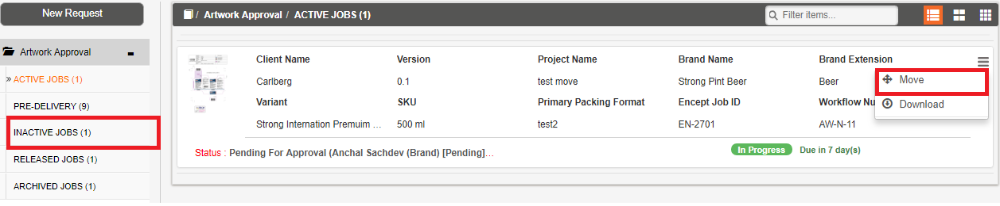 New Request
Artwork Approval
» ACTIVE JOBS (1)
PRE-DELIVERY (9)
INACTIVE JOBS (1)
RELEASED JOBS (1)
ARCHIVED JOBS (1)
/ Artwork Approval / ACTIVE JOBS (1)
Filter items...
Client Name Version Project Name Brand Name Brand Extension
Carlberg 0.1 test move Strong Pint Beer Beer
Variant SKU Primary Packing Format Encept Job ID Workflow Nu
Strong Internation Premuim ... 500 ml test2 EN-2701 AW-N-11
Move
Download
Status : Pending For Approval (Anchal Sachdev (Brand) [Pending]... In Progress Due in 7 day(s)